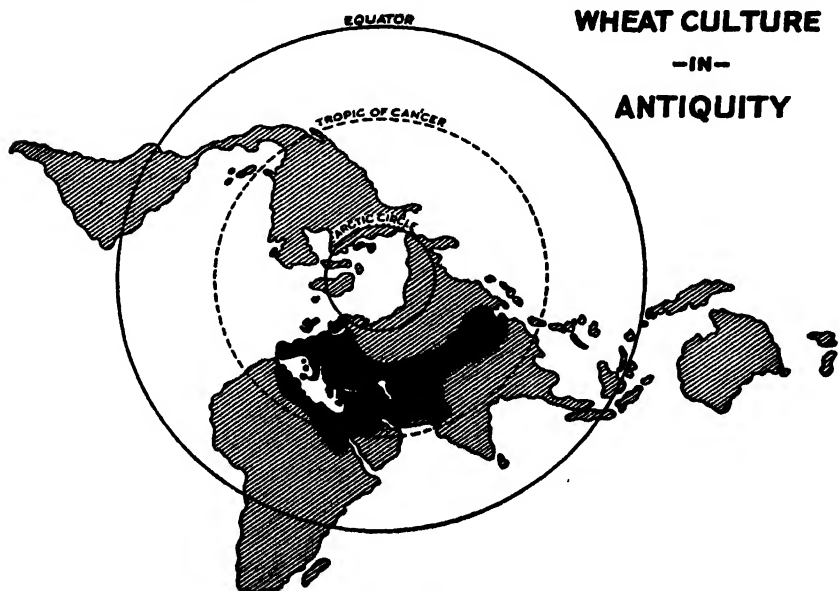 WHEAT CULTURE
-IN-
ANTIQUITY
EQUATOR
TROPIC OF CANCER
ARCTIC CIRCLE